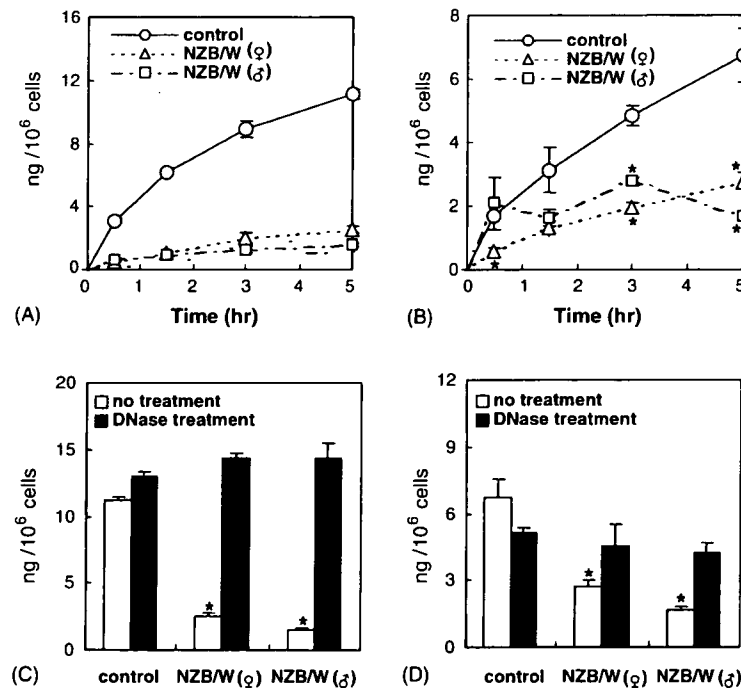 control
NZB/W (♀)
NZB/W (♂)
16
12
8
4
0
ng /10⁶ cells
0 1 2 3 4 5
Time (hr)
(A)
control
NZB/W (♀)
NZB/W (♂)
8
6
4
2
0
ng /10⁶ cells
* * * * * *
0 1 2 3 4 5
Time (hr)
(B)
no treatment
DNase treatment
20
15
10
5
0
ng /10⁶ cells
* *
control NZB/W (♀) NZB/W (♂)
(C)
no treatment
DNase treatment
12
9
6
3
0
ng /10⁶ cells
* *
control NZB/W (♀) NZB/W (♂)
(D)